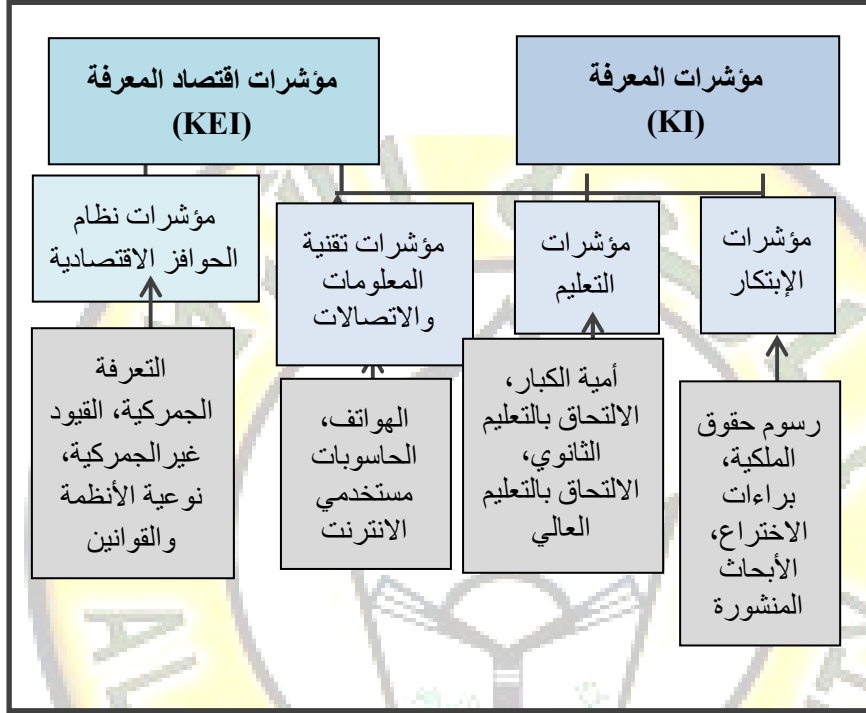 مؤشرات المعرفة
(KI)
مؤشرات اقتصاد المعرفة
(KEI)
مؤشرات
الإبتكار
مؤشرات
التعليم
مؤشرات تقنية
المعلومات
والاتصالات
مؤشرات نظام
الحوافز الاقتصادية
رسوم حقوق
الملكية،
براءات
الاختراع،
الأبحاث
المنشورة
أمية الكبار،
الالتحاق بالتعليم
الثانوي،
الالتحاق بالتعليم
العالي
الهواتف،
الحاسوبات
مستخدمي
الانترنت
التعرفة
الجمركية، القيود
غيرالجمركية،
نوعية الأنظمة
والقوانين